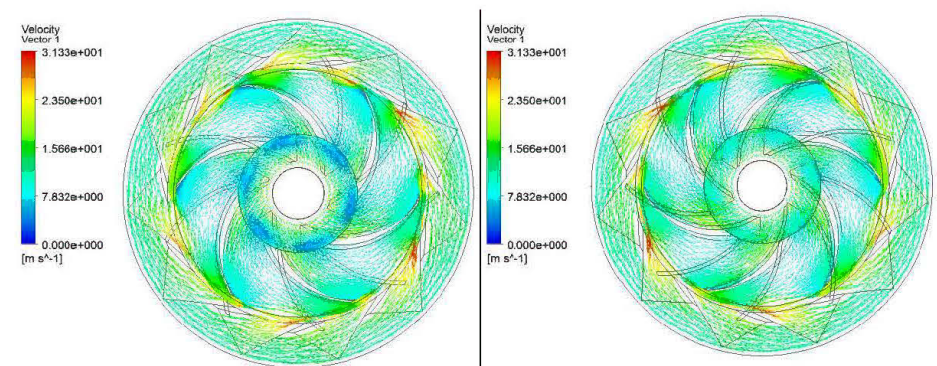 Velocity
Vector 1
3.133e+001
2.350e+001
1.566e+001
7.832e+000
0.000e+000
[m s^-1]
Velocity
Vector 1
3.133e+001
2.350e+001
1.566e+001
7.832e+000
0.000e+000
[m s^-1]